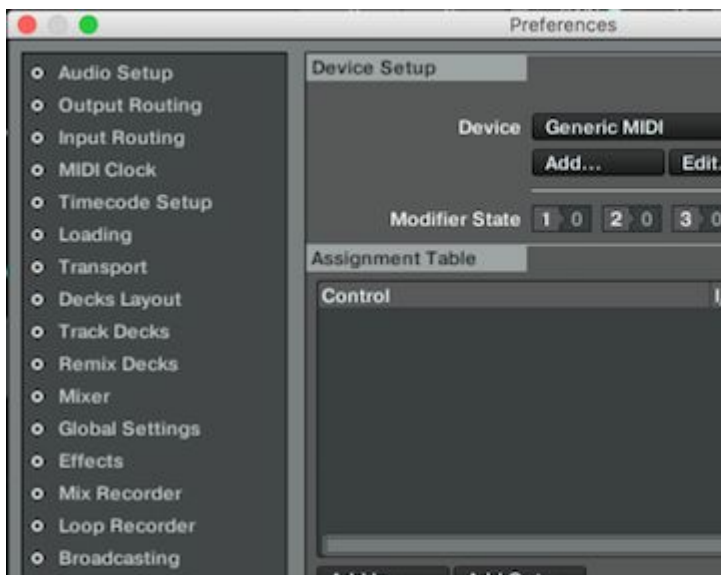 Preferences
Audio Setup
Output Routing
Input Routing
MIDI Clock
Timecode Setup
Loading
Transport
Decks Layout
Track Decks
Remix Decks
Mixer
Global Settings
Effects
Mix Recorder
Loop Recorder
Broadcasting
Device Setup
Device Generic MIDI
Add... Edit.
Modifier State 1 0 2 0 3 0
Assignment Table
Control